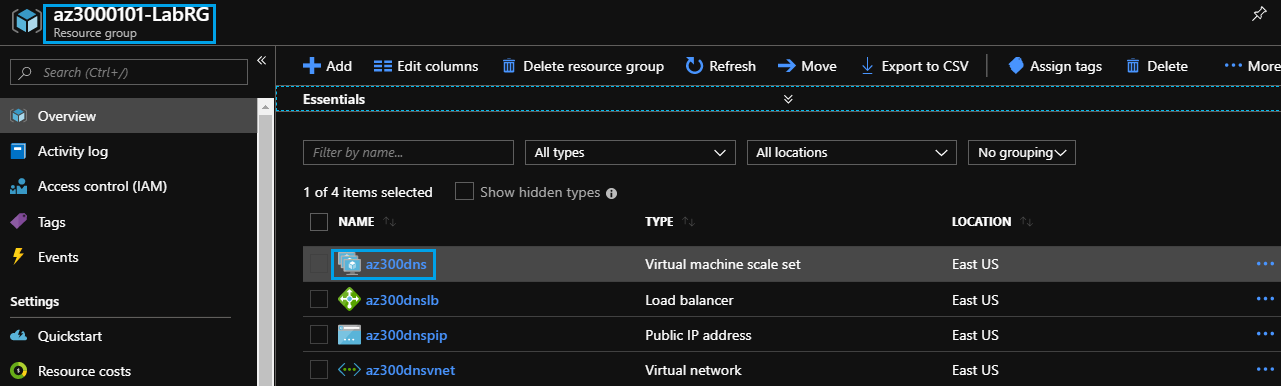 az3000101-LabRG
Resource group
Search (Ctrl+/)
Overview
Activity log
Access control (IAM)
Tags
Events
Settings
Quickstart
Resource costs
Add Edit columns Delete resource group Refresh Move Export to CSV Assign tags Delete More
Essentials
Filter by name... All types All locations No grouping
1 of 4 items selected Show hidden types
NAME TYPE LOCATION
az300dns Virtual machine scale set East US
az300dnslb Load balancer East US
az300dnspip Public IP address East US
az300dnsvnet Virtual network East US